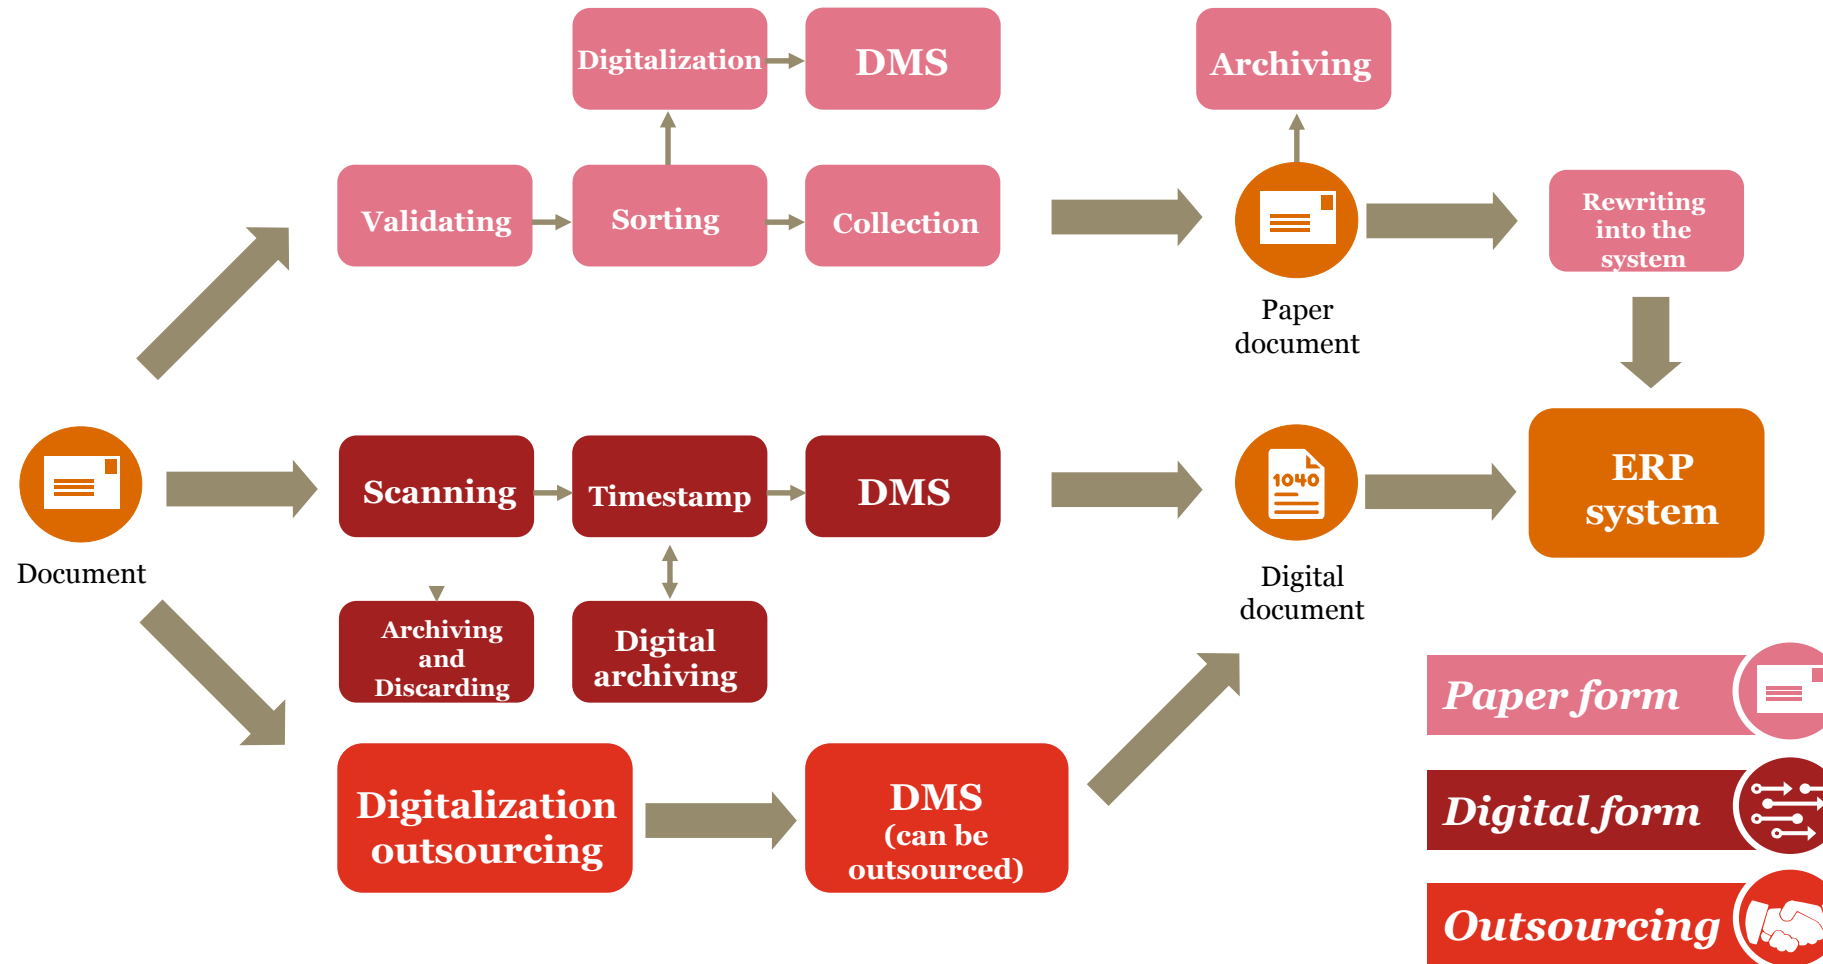 Digitalization
DMS
Archiving
Validating
Sorting
Collection
Rewriting
into the
system
Paper
document
Document
Scanning
Timestamp
DMS
1040
ERP
system
Digital
document
Archiving
and
Discarding
Digital
archiving
Digitalization
outsourcing
DMS
(can be
outsourced)
Paper form
Digital form
Outsourcing